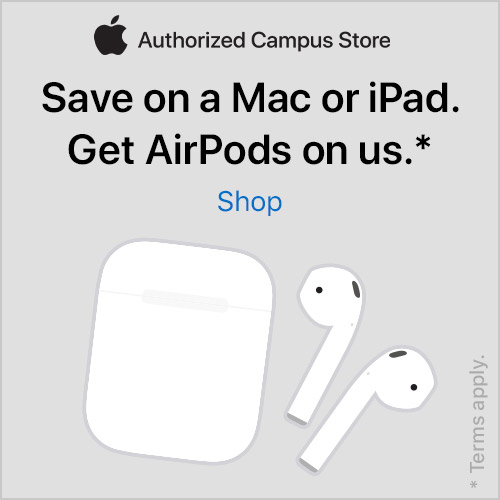 Authorized Campus Store
Save on a Mac or iPad.
Get AirPods on us.*
Shop
* Terms apply.